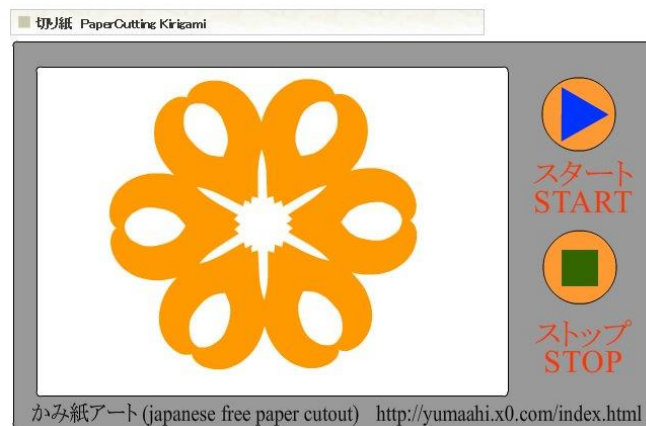 切り紙 PaperCutting Kirigami
スタート
START
ストップ
STOP
かみ紙アート (japanese free paper cutout) http://yumaahi.x0.com/index.html